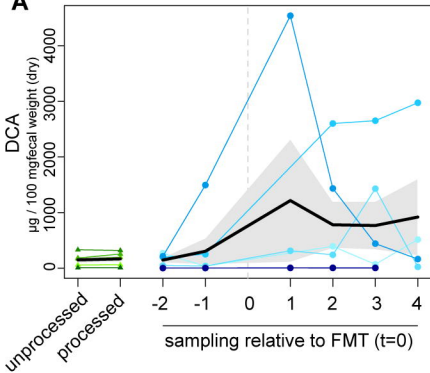 A
DCA
µg / 100 mgfecal weight (dry)
4000
3000
2000
1000
0
unprocessed
processed
-2 -1 0 1 2 3 4
sampling relative to FMT (t=0)